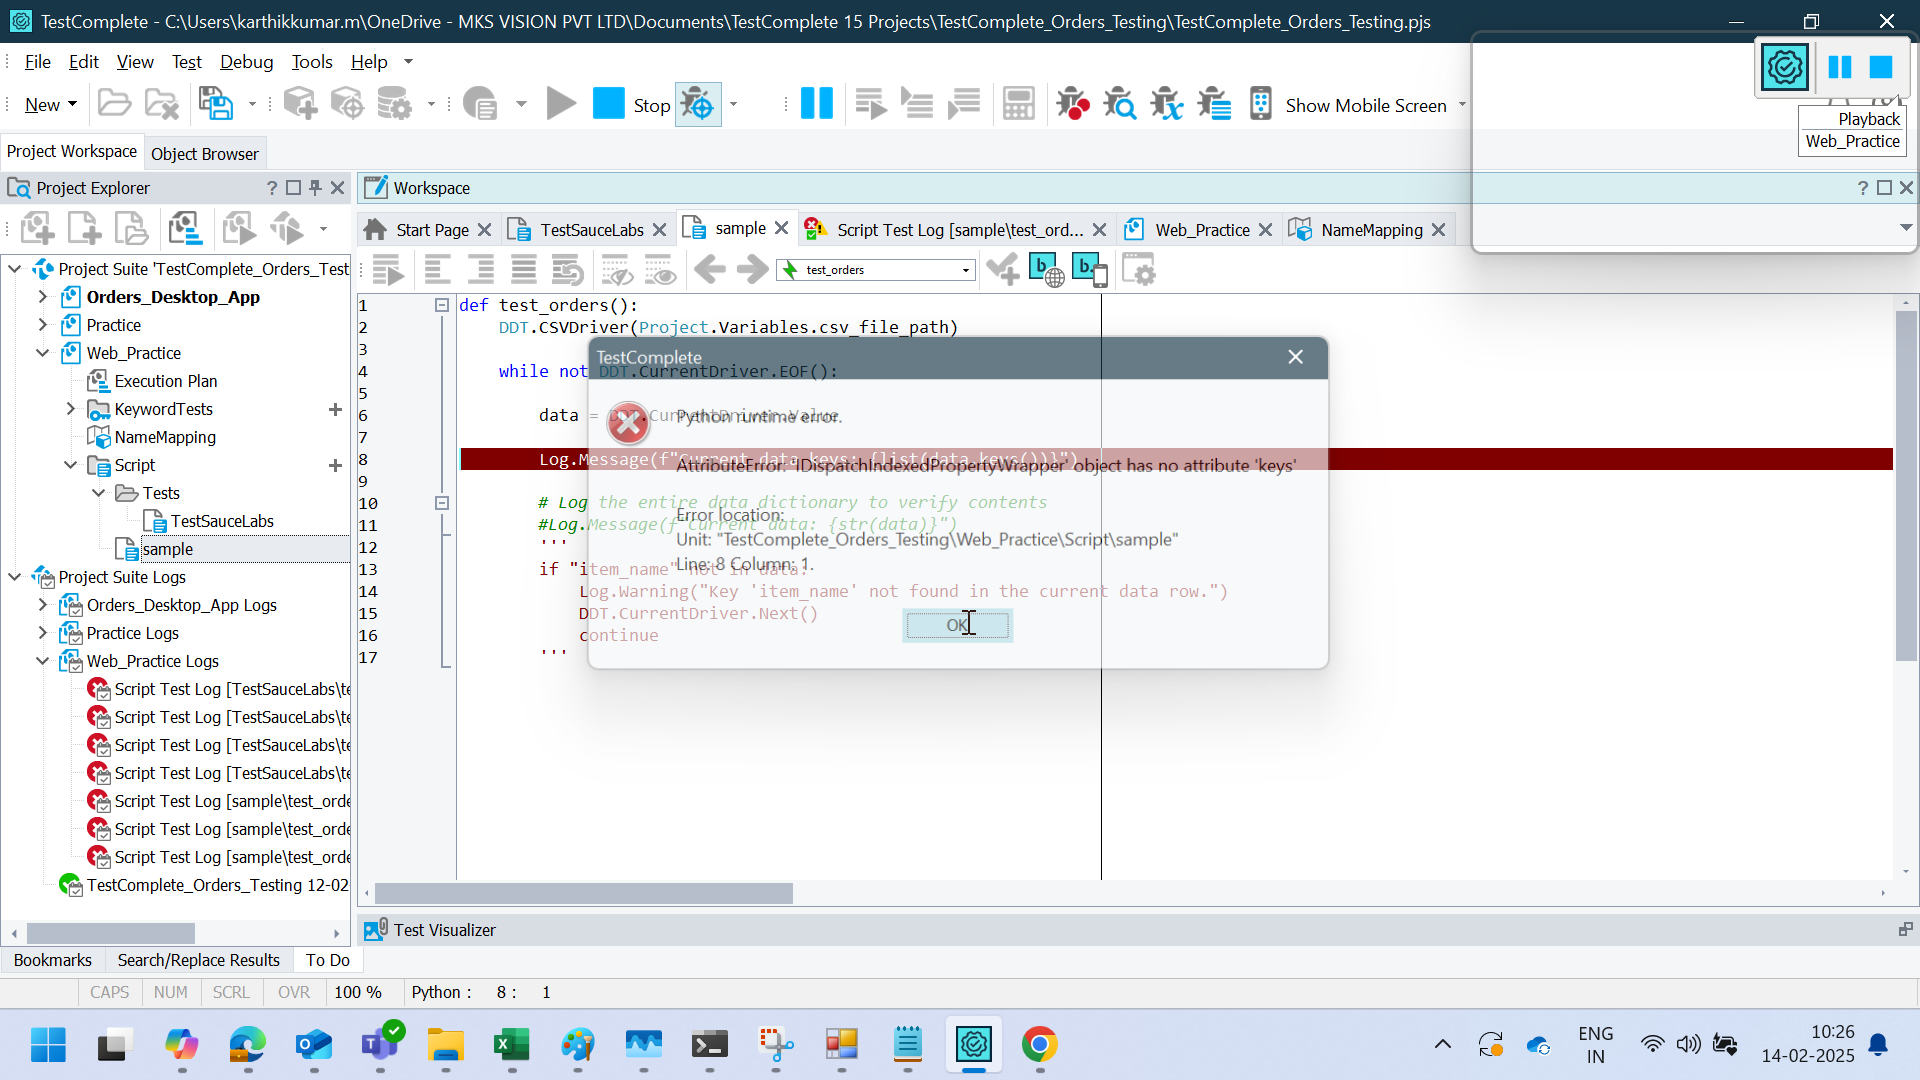 TestComplete - C:\Users\karthikkumar.m\OneDrive - MKS VISION PVT LTD\Documents\TestComplete 15 Projects\TestComplete_Orders_Testing\TestComplete_Orders_Testing.pjs
File Edit View Test Debug Tools Help
New Stop Show Mobile Screen
Playback
Web_Practice
Project Workspace Object Browser
Project Explorer ?
Workspace ?
Start Page TestSauceLabs sample Script Test Log [sample\test_ord... Web_Practice NameMapping
test_orders
Project Suite 'TestComplete_Orders_Test
Orders_Desktop_App
Practice
Web_Practice
Execution Plan
KeywordTests
NameMapping
Script
Tests
TestSauceLabs
sample
Project Suite Logs
Orders_Desktop_App Logs
Practice Logs
Web_Practice Logs
Script Test Log [TestSauceLabs\te
Script Test Log [TestSauceLabs\te
Script Test Log [TestSauceLabs\te
Script Test Log [TestSauceLabs\te
Script Test Log [sample\test_orde
Script Test Log [sample\test_orde
Script Test Log [sample\test_orde
TestComplete_Orders_Testing 12-02
1 def test_orders():
2 DDT.CSVDriver(Project.Variables.csv_file_path)
3
4 while not DDT.CurrentDriver.EOF():
5
6 data = DDT.CurrentDriver.Value
7
8 Log.Message(f"Current data keys: {list(data.keys())}")
9
10 # Log the entire data dictionary to verify contents
11 #Log.Message(f"Current data: {str(data)}")
12 '''
13 if "item_name" not in data:
14 Log.Warning("Key 'item_name' not found in the current data row.")
15 DDT.CurrentDriver.Next()
16 continue
17 '''
TestComplete
Python runtime error.
AttributeError: 'IDispatchIndexedPropertyWrapper' object has no attribute 'keys'
Error location:
Unit: "TestComplete_Orders_Testing\Web_Practice\Script\sample"
Line: 8 Column: 1.
OK
Test Visualizer
Bookmarks Search/Replace Results To Do
CAPS NUM SCRL OVR 100 % Python : 8 : 1
ENG
IN
10:26
14-02-2025